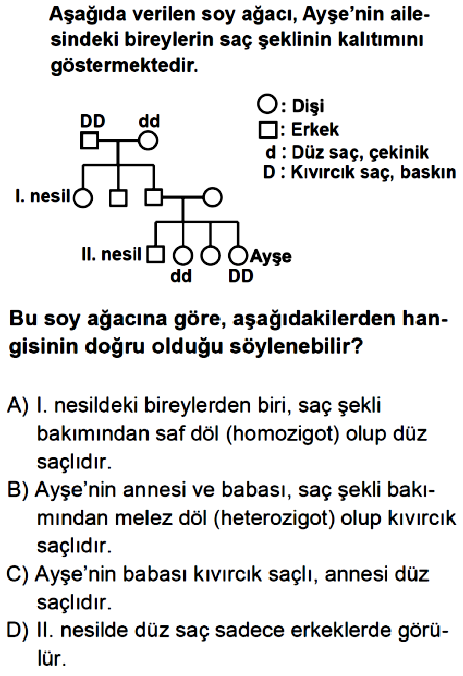 Aşağıda verilen soy ağacı, Ayşe'nin aile-
sindeki bireylerin saç şeklinin kalıtımını
göstermektedir.
DD dd
: Dişi
: Erkek
d : Düz saç, çekinik
D : Kıvırcık saç, baskın
I. nesil
II. nesil
Ayşe
dd DD
Bu soy ağacına göre, aşağıdakilerden han-
gisinin doğru olduğu söylenebilir?
A) I. nesildeki bireylerden biri, saç şekli
bakımından saf döl (homozigot) olup düz
saçlıdır.
B) Ayşe'nin annesi ve babası, saç şekli bakı-
mından melez döl (heterozigot) olup kıvırcık
saçlıdır.
C) Ayşe'nin babası kıvırcık saçlı, annesi düz
saçlıdır.
D) II. nesilde düz saç sadece erkeklerde görü-
lür.